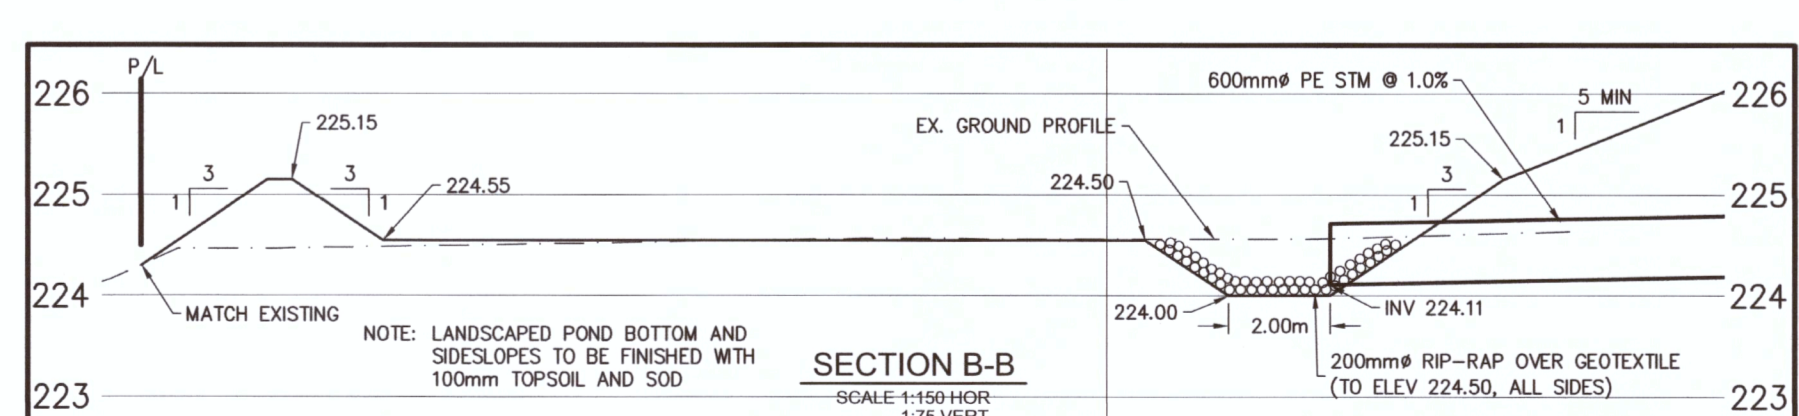 P/L
226
225.15
3
1
3
1
225
224.55
224
MATCH EXISTING
NOTE: LANDSCAPED POND BOTTOM AND
SIDESLOPES TO BE FINISHED WITH
100mm TOPSOIL AND SOD
223
SECTION B-B
SCALE 1:150 HOR
1:75 VERT
EX. GROUND PROFILE
224.50
600mmø PE STM @ 1.0%
5 MIN
1
226
225.15
3
1
225
224.00
2.00m
INV 224.11
224
200mmø RIP-RAP OVER GEOTEXTILE
(TO ELEV 224.50, ALL SIDES)
223